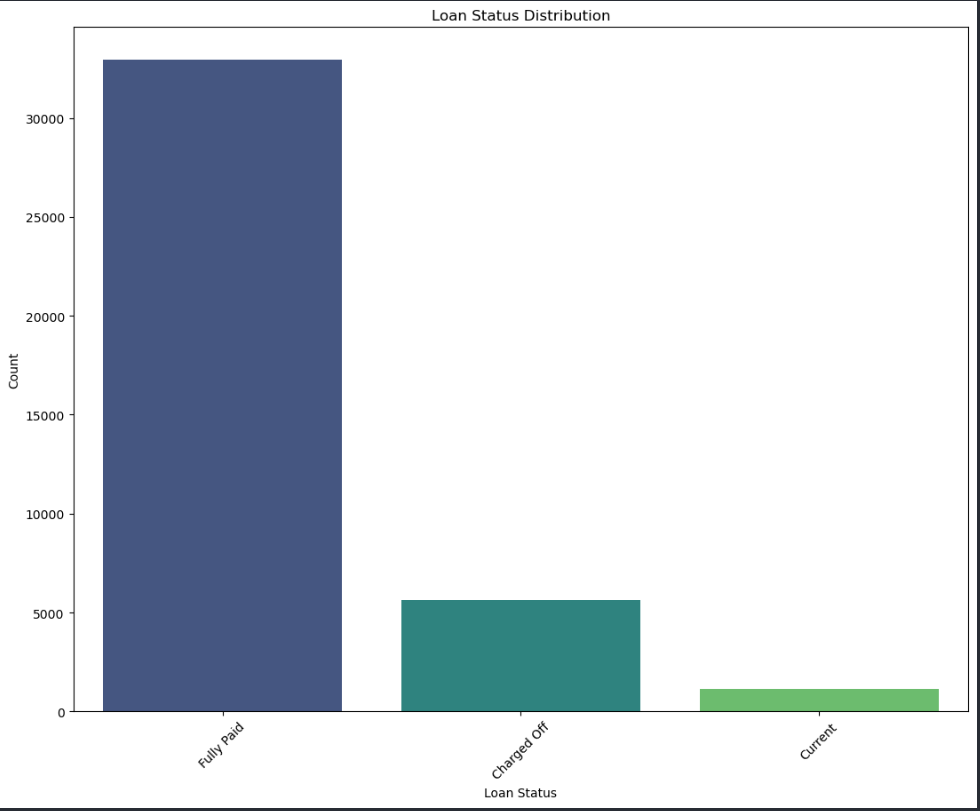 Loan Status Distribution
30000
25000
20000
15000
10000
5000
0
Count
Fully Paid
Charged Off
Current
Loan Status